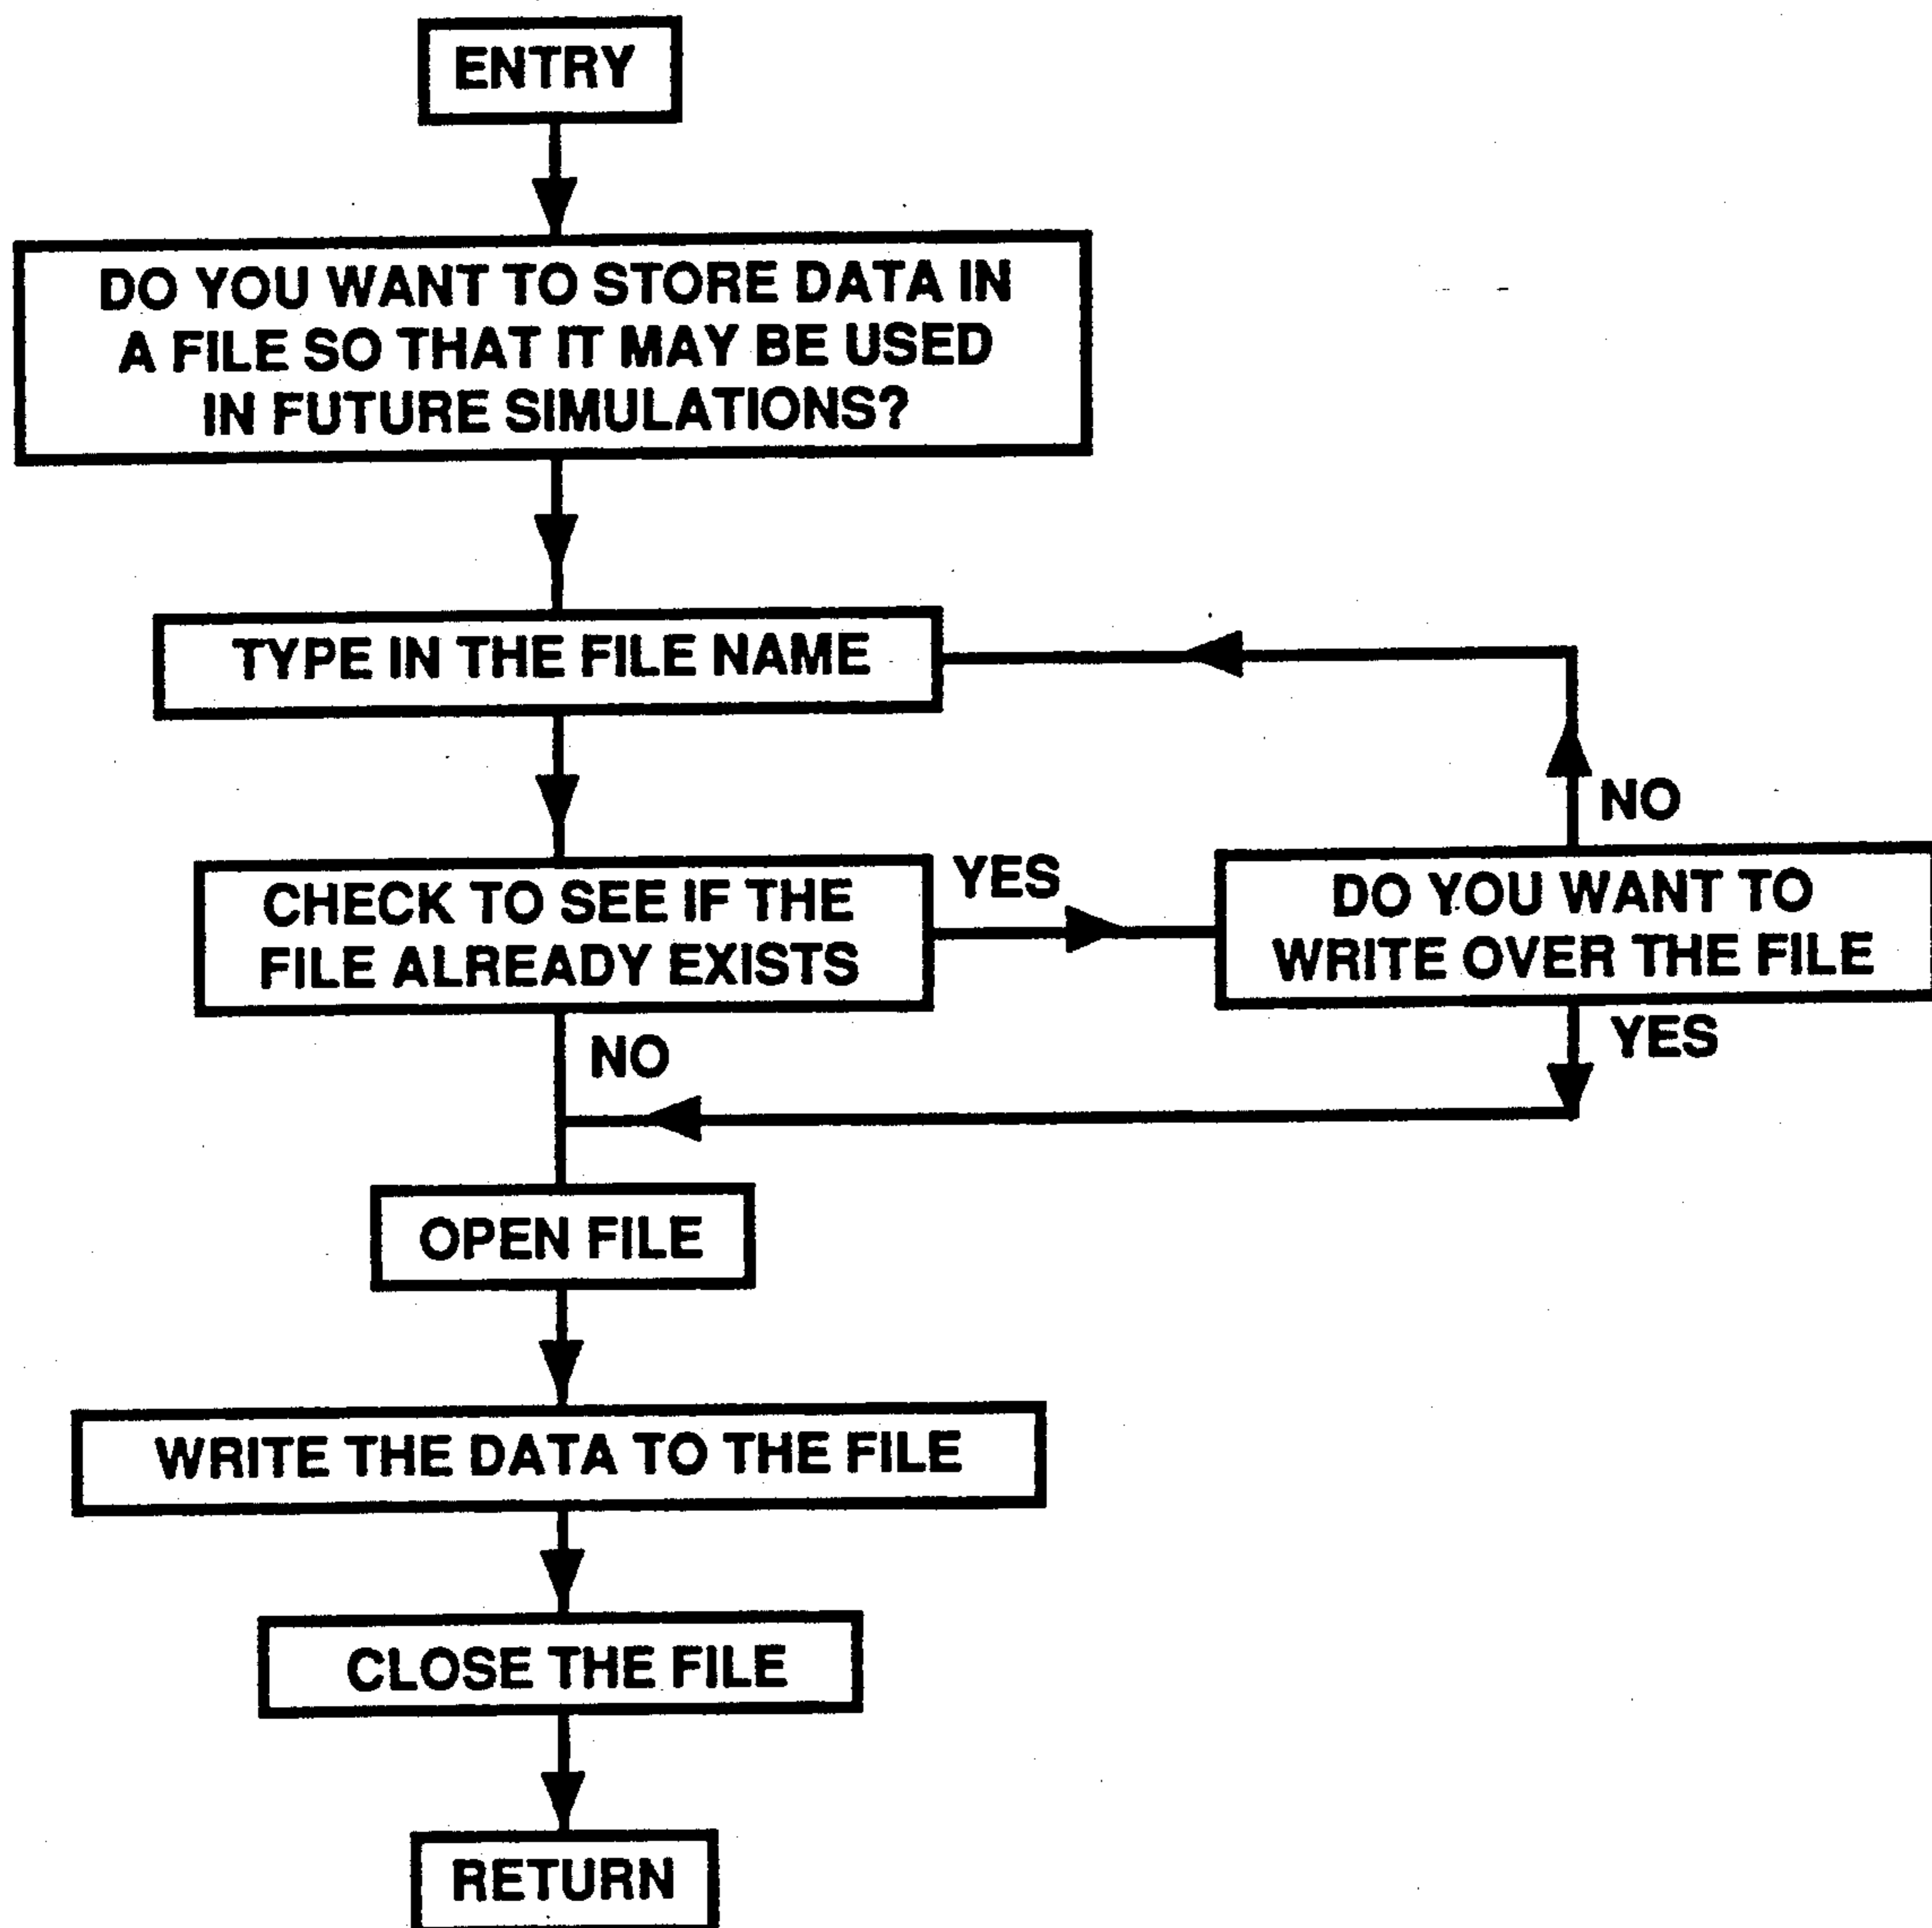 ENTRY
DO YOU WANT TO STORE DATA IN
A FILE SO THAT IT MAY BE USED
IN FUTURE SIMULATIONS?
TYPE IN THE FILE NAME
NO
CHECK TO SEE IF THE
FILE ALREADY EXISTS
YES
DO YOU WANT TO
WRITE OVER THE FILE
NO
YES
OPEN FILE
WRITE THE DATA TO THE FILE
CLOSE THE FILE
RETURN